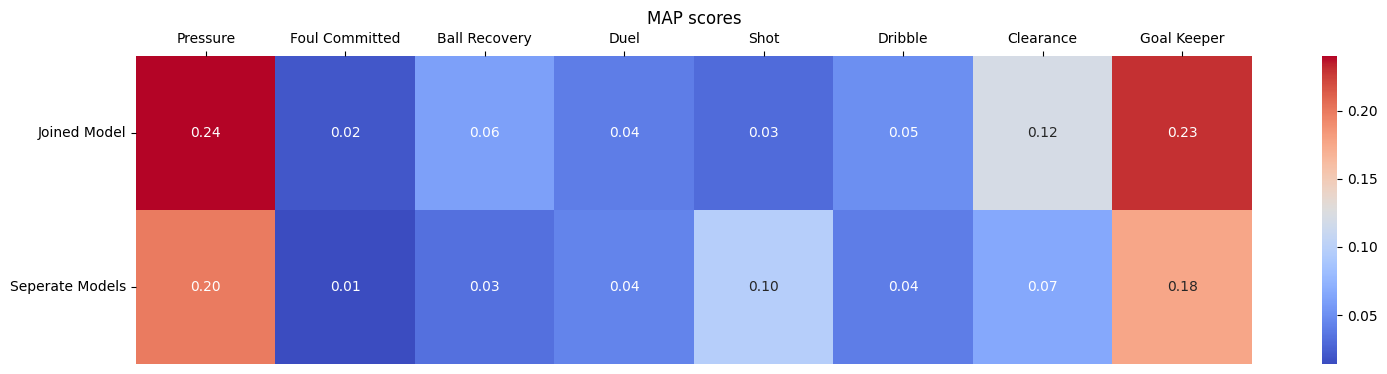 MAP scores
Pressure Foul Committed Ball Recovery Duel Shot Dribble Clearance Goal Keeper
Joined Model 0.24 0.02 0.06 0.04 0.03 0.05 0.12 0.23
Seperate Models 0.20 0.01 0.03 0.04 0.10 0.04 0.07 0.18
0.20
0.15
0.10
0.05